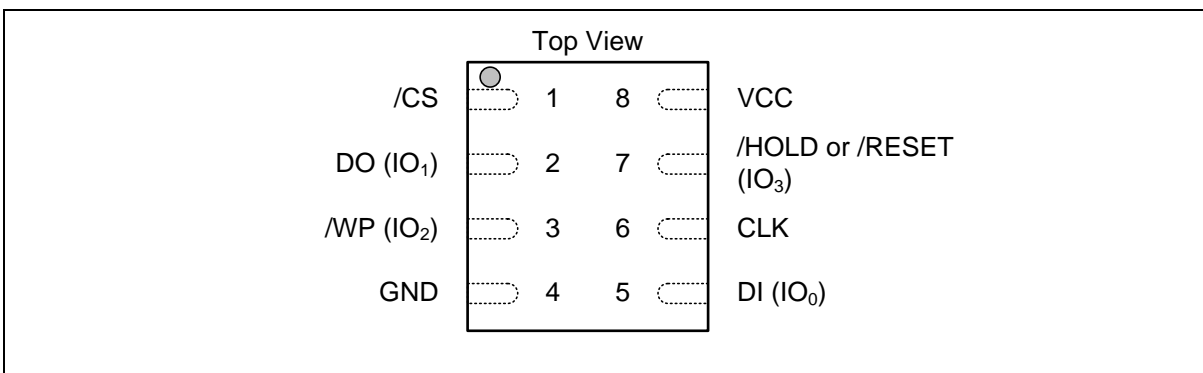 Top View
/CS 1 8 VCC
DO (IO₁) 2 7 /HOLD or /RESET
(IO₃)
/WP (IO₂) 3 6 CLK
GND 4 5 DI (IO₀)